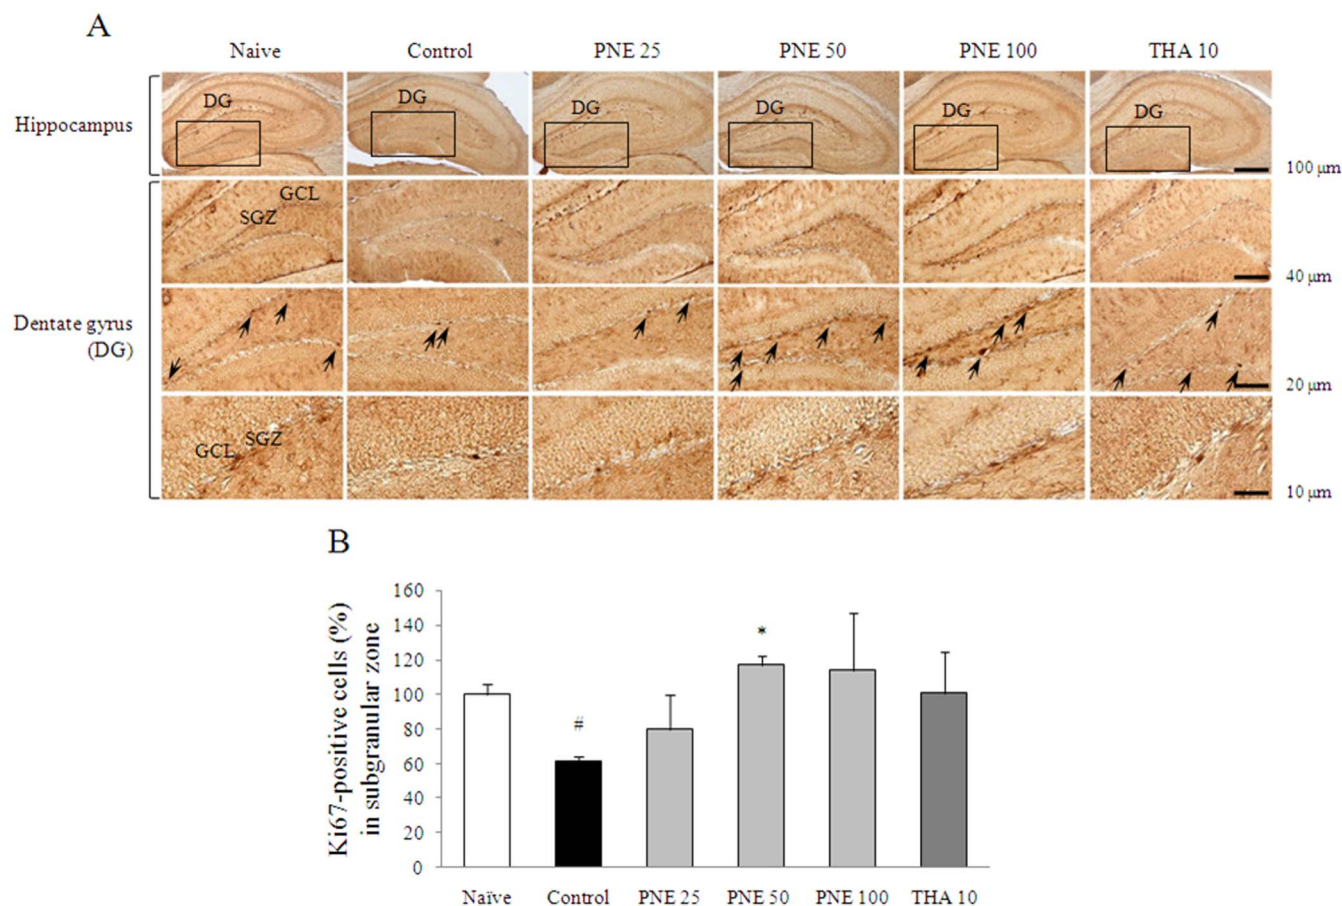 A
Naive Control PNE 25 PNE 50 PNE 100 THA 10
Hippocampus
DG DG DG DG DG DG
100 μm
GCL
SGZ
40 μm
Dentate gyrus
(DG)
20 μm
SGZ
GCL
10 μm
B
Ki67-positive cells (%)
in subgranular zone
160
140
120
100
80
60
40
20
0
#
*
Naïve Control PNE 25 PNE 50 PNE 100 THA 10